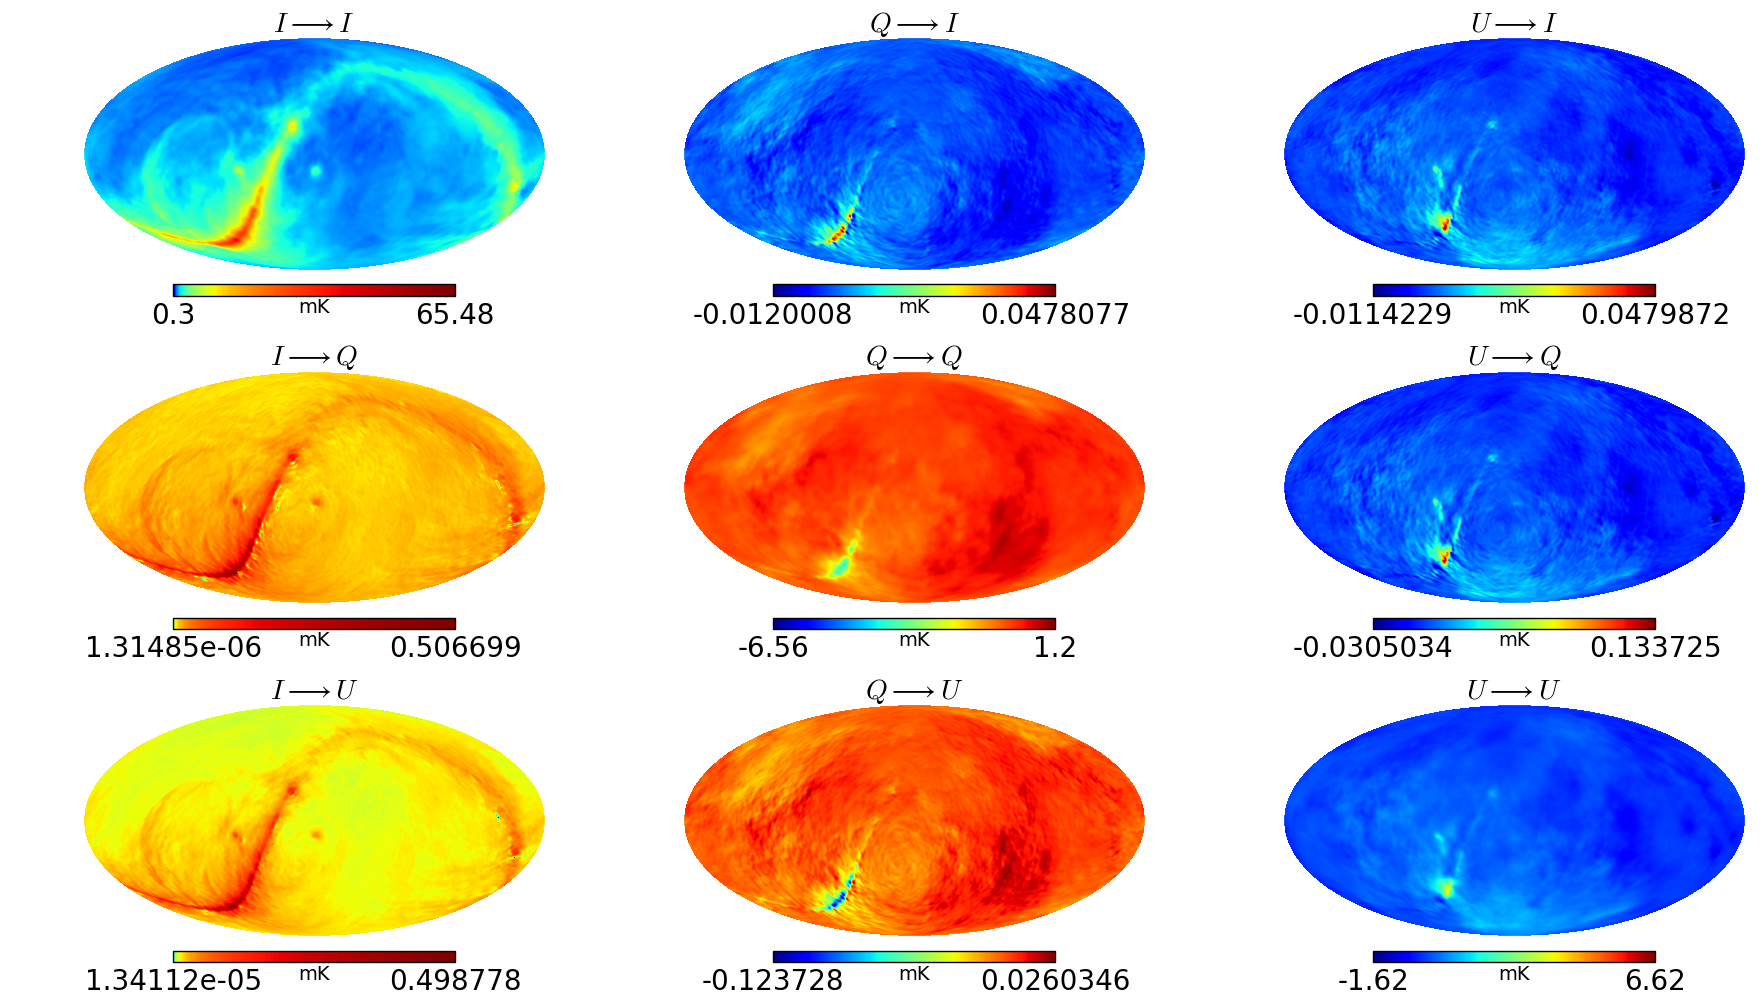 I ⟶ I
Q ⟶ I
U ⟶ I
0.3 mK 65.48
-0.0120008 mK 0.0478077
-0.0114229 mK 0.0479872
I ⟶ Q
Q ⟶ Q
U ⟶ Q
1.31485e-06 mK 0.506699
-6.56 mK 1.2
-0.0305034 mK 0.133725
I ⟶ U
Q ⟶ U
U ⟶ U
1.34112e-05 mK 0.498778
-0.123728 mK 0.0260346
-1.62 mK 6.62